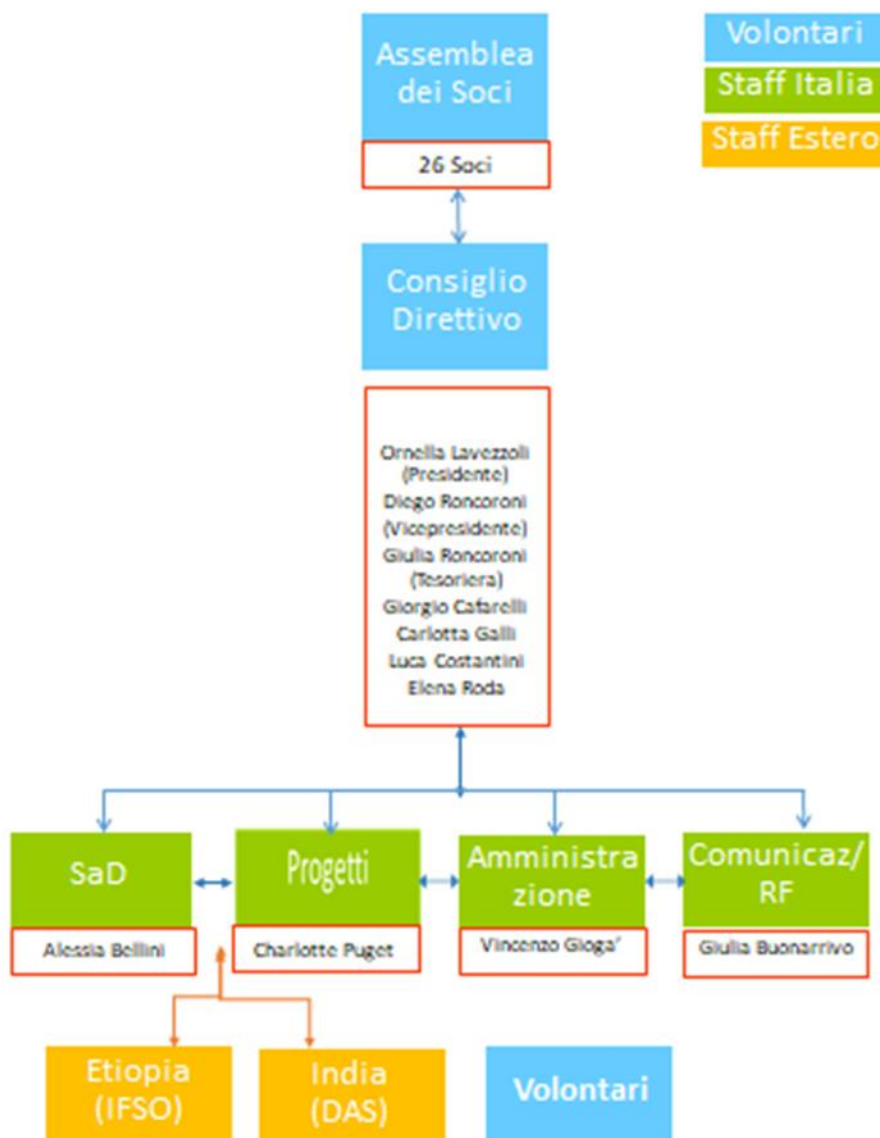 Assemblea
dei Soci
26 Soci
Volontari
Staff Italia
Staff Estero
Consiglio
Direttivo
Ornella Lavezzoli
(Presidente)
Diego Roncoroni
(Vicepresidente)
Giulia Roncoroni
(Tesoriera)
Giorgio Cafarelli
Carlotta Galli
Luca Costantini
Elena Roda
SaD
Alessia Bellini
Progetti
Charlotte Puget
Amministra
zione
Vincenzo Gioga'
Comunicaz/
RF
Giulia Buonarrivo
Etiopia
(IFSO)
India
(DAS)
Volontari